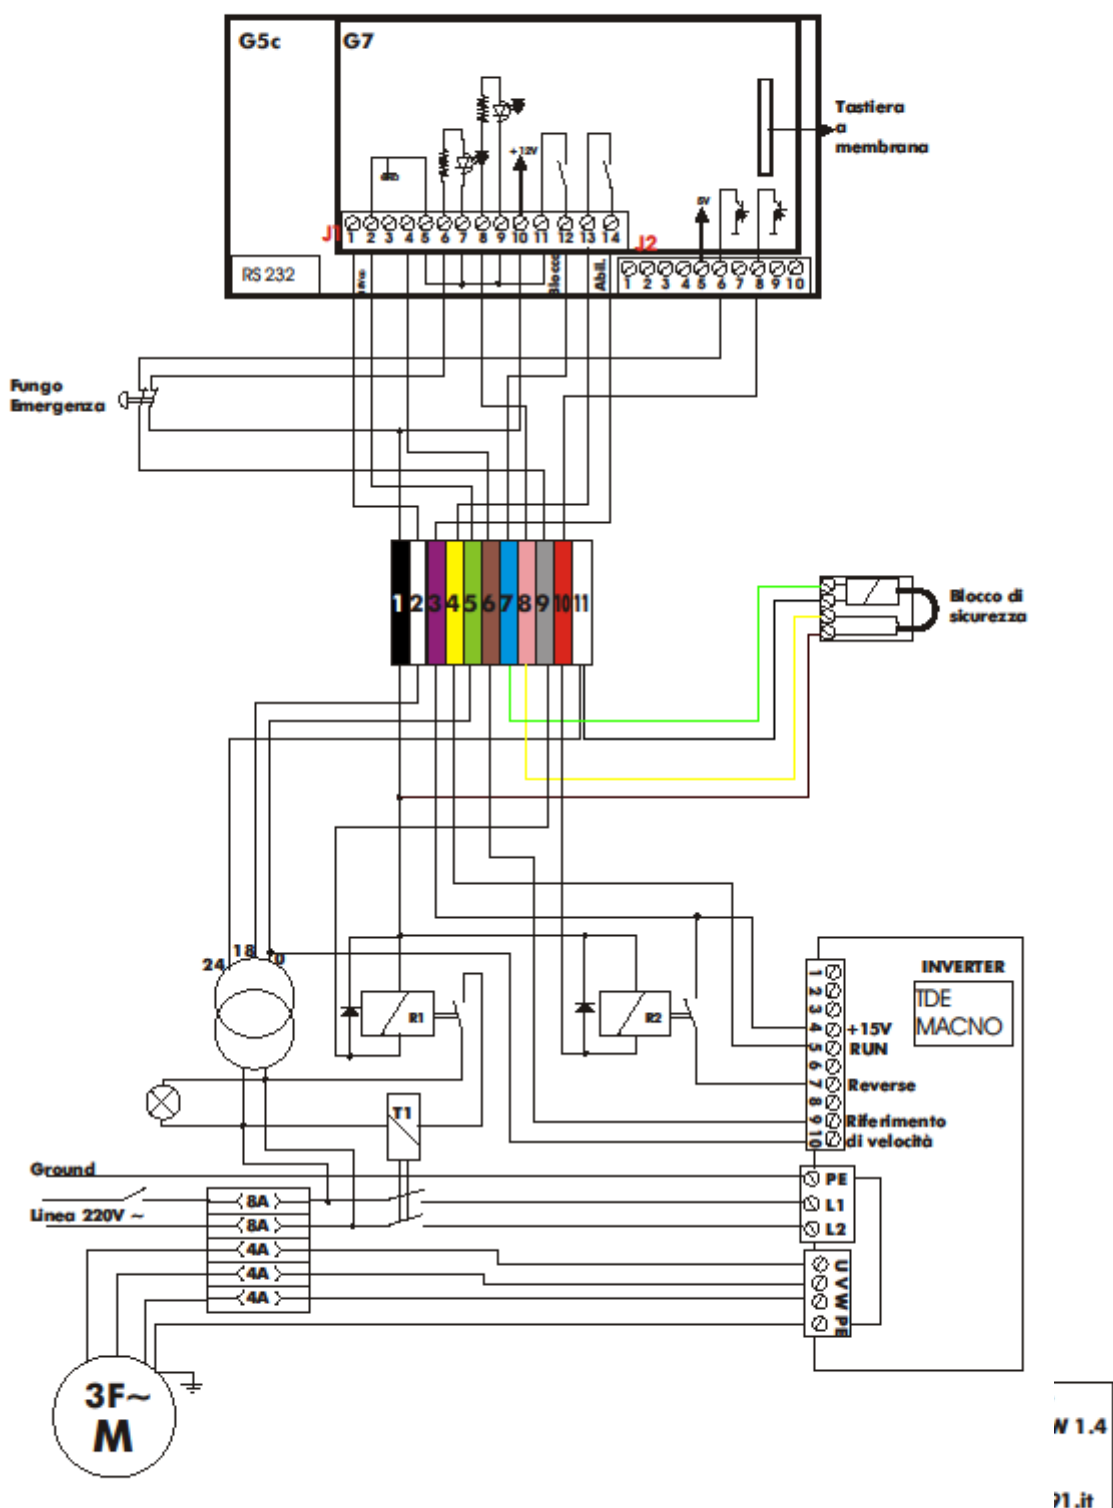 G5c
G7
Tastiera
a
membrana
+12V
5V
J1
1 2 3 4 5 6 7 8 9 10 11 12 13 14
J2
RS 232
Blocco
Abil.
1 2 3 4 5 6 7 8 9 10
Fungo
Emergenza
1 2 3 4 5 6 7 8 9 10 11
Blocco di
sicurezza
24
18
0
R1
R2
INVERTER
TDE
MACNO
1
2
3
4 +15V
5 RUN
6
7 Reverse
8
9 Riferimento
10 di velocità
T1
Ground
PE
8A
L1
Linea 220V ~
8A
L2
4A
U
4A
V
4A
W
PE
3F~
M
W 1.4
91.it